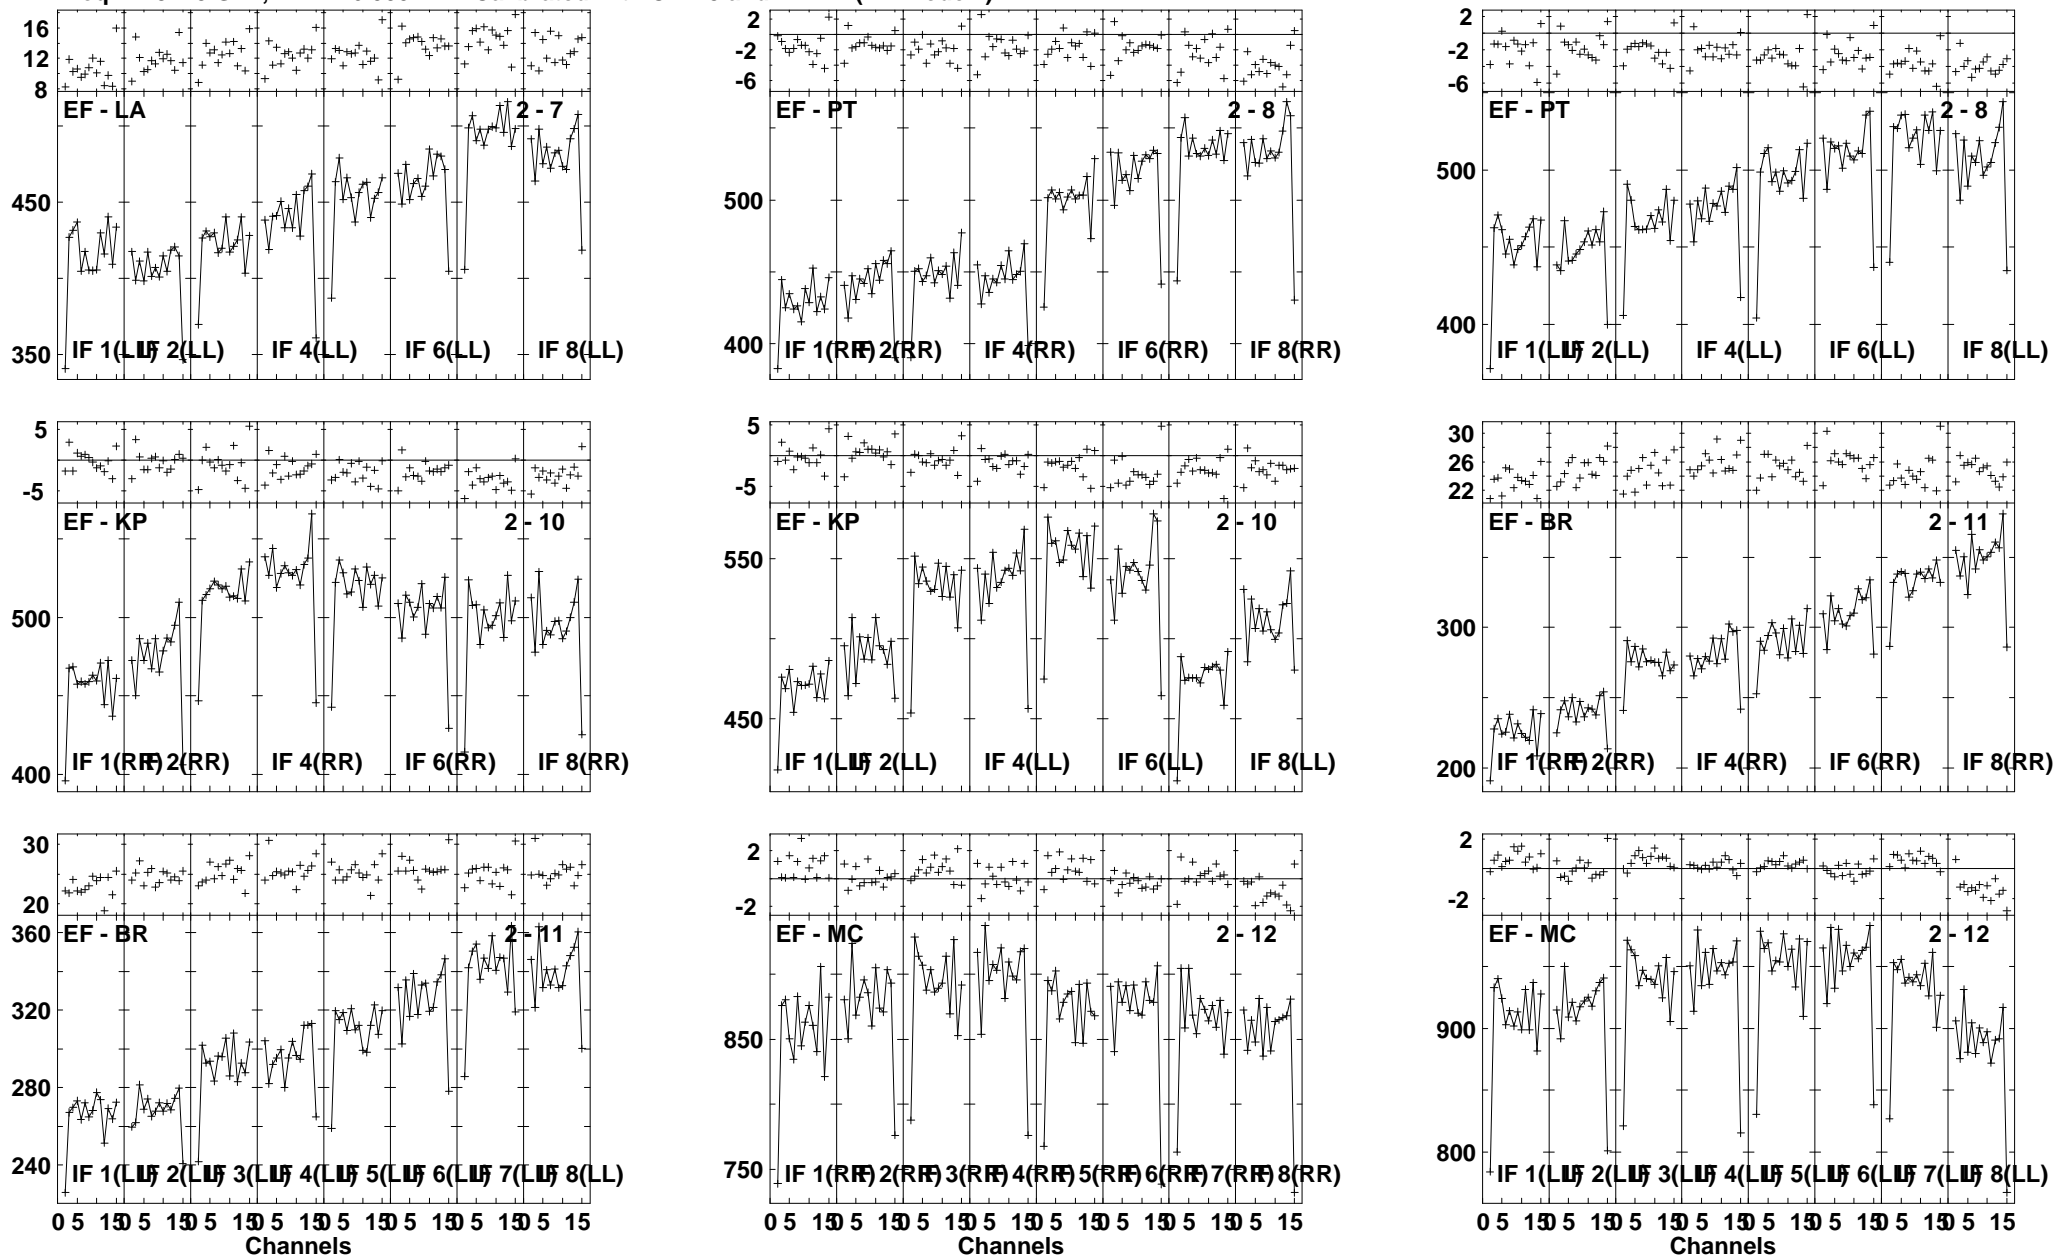 16
12
8
EF - LA 2 - 7
450
350
IF 1(LL) IF 2(LL) IF 4(LL) IF 6(LL) IF 8(LL)
2
-2
-6
EF - PT 2 - 8
500
400
IF 1(RR) IF 2(RR) IF 4(RR) IF 6(RR) IF 8(RR)
2
-2
-6
EF - PT 2 - 8
500
400
IF 1(LL) IF 2(LL) IF 4(LL) IF 6(LL) IF 8(LL)
5
-5
EF - KP 2 - 10
500
400
IF 1(RR) IF 2(RR) IF 4(RR) IF 6(RR) IF 8(RR)
5
-5
EF - KP 2 - 10
550
450
IF 1(LL) IF 2(LL) IF 4(LL) IF 6(LL) IF 8(LL)
30
26
22
EF - BR 2 - 11
300
200
IF 1(RR) IF 2(RR) IF 4(RR) IF 6(RR) IF 8(RR)
30
20
EF - BR 2 - 11
360
320
280
240
IF 1(LL) IF 2(LL) IF 3(LL) IF 4(LL) IF 5(LL) IF 6(LL) IF 7(LL) IF 8(LL)
0 5 15 0 5 15 0 5 15 0 5 15 0 5 15 0 5 15 0 5 15 0 5 15
Channels
2
-2
EF - MC 2 - 12
850
750
IF 1(RR) IF 2(RR) IF 3(RR) IF 4(RR) IF 5(RR) IF 6(RR) IF 7(RR) IF 8(RR)
0 5 15 0 5 15 0 5 15 0 5 15 0 5 15 0 5 15 0 5 15 0 5 15
Channels
2
-2
EF - MC 2 - 12
900
800
IF 1(LL) IF 2(LL) IF 3(LL) IF 4(LL) IF 5(LL) IF 6(LL) IF 7(LL) IF 8(LL)
0 5 15 0 5 15 0 5 15 0 5 15 0 5 15 0 5 15 0 5 15 0 5 15
Channels